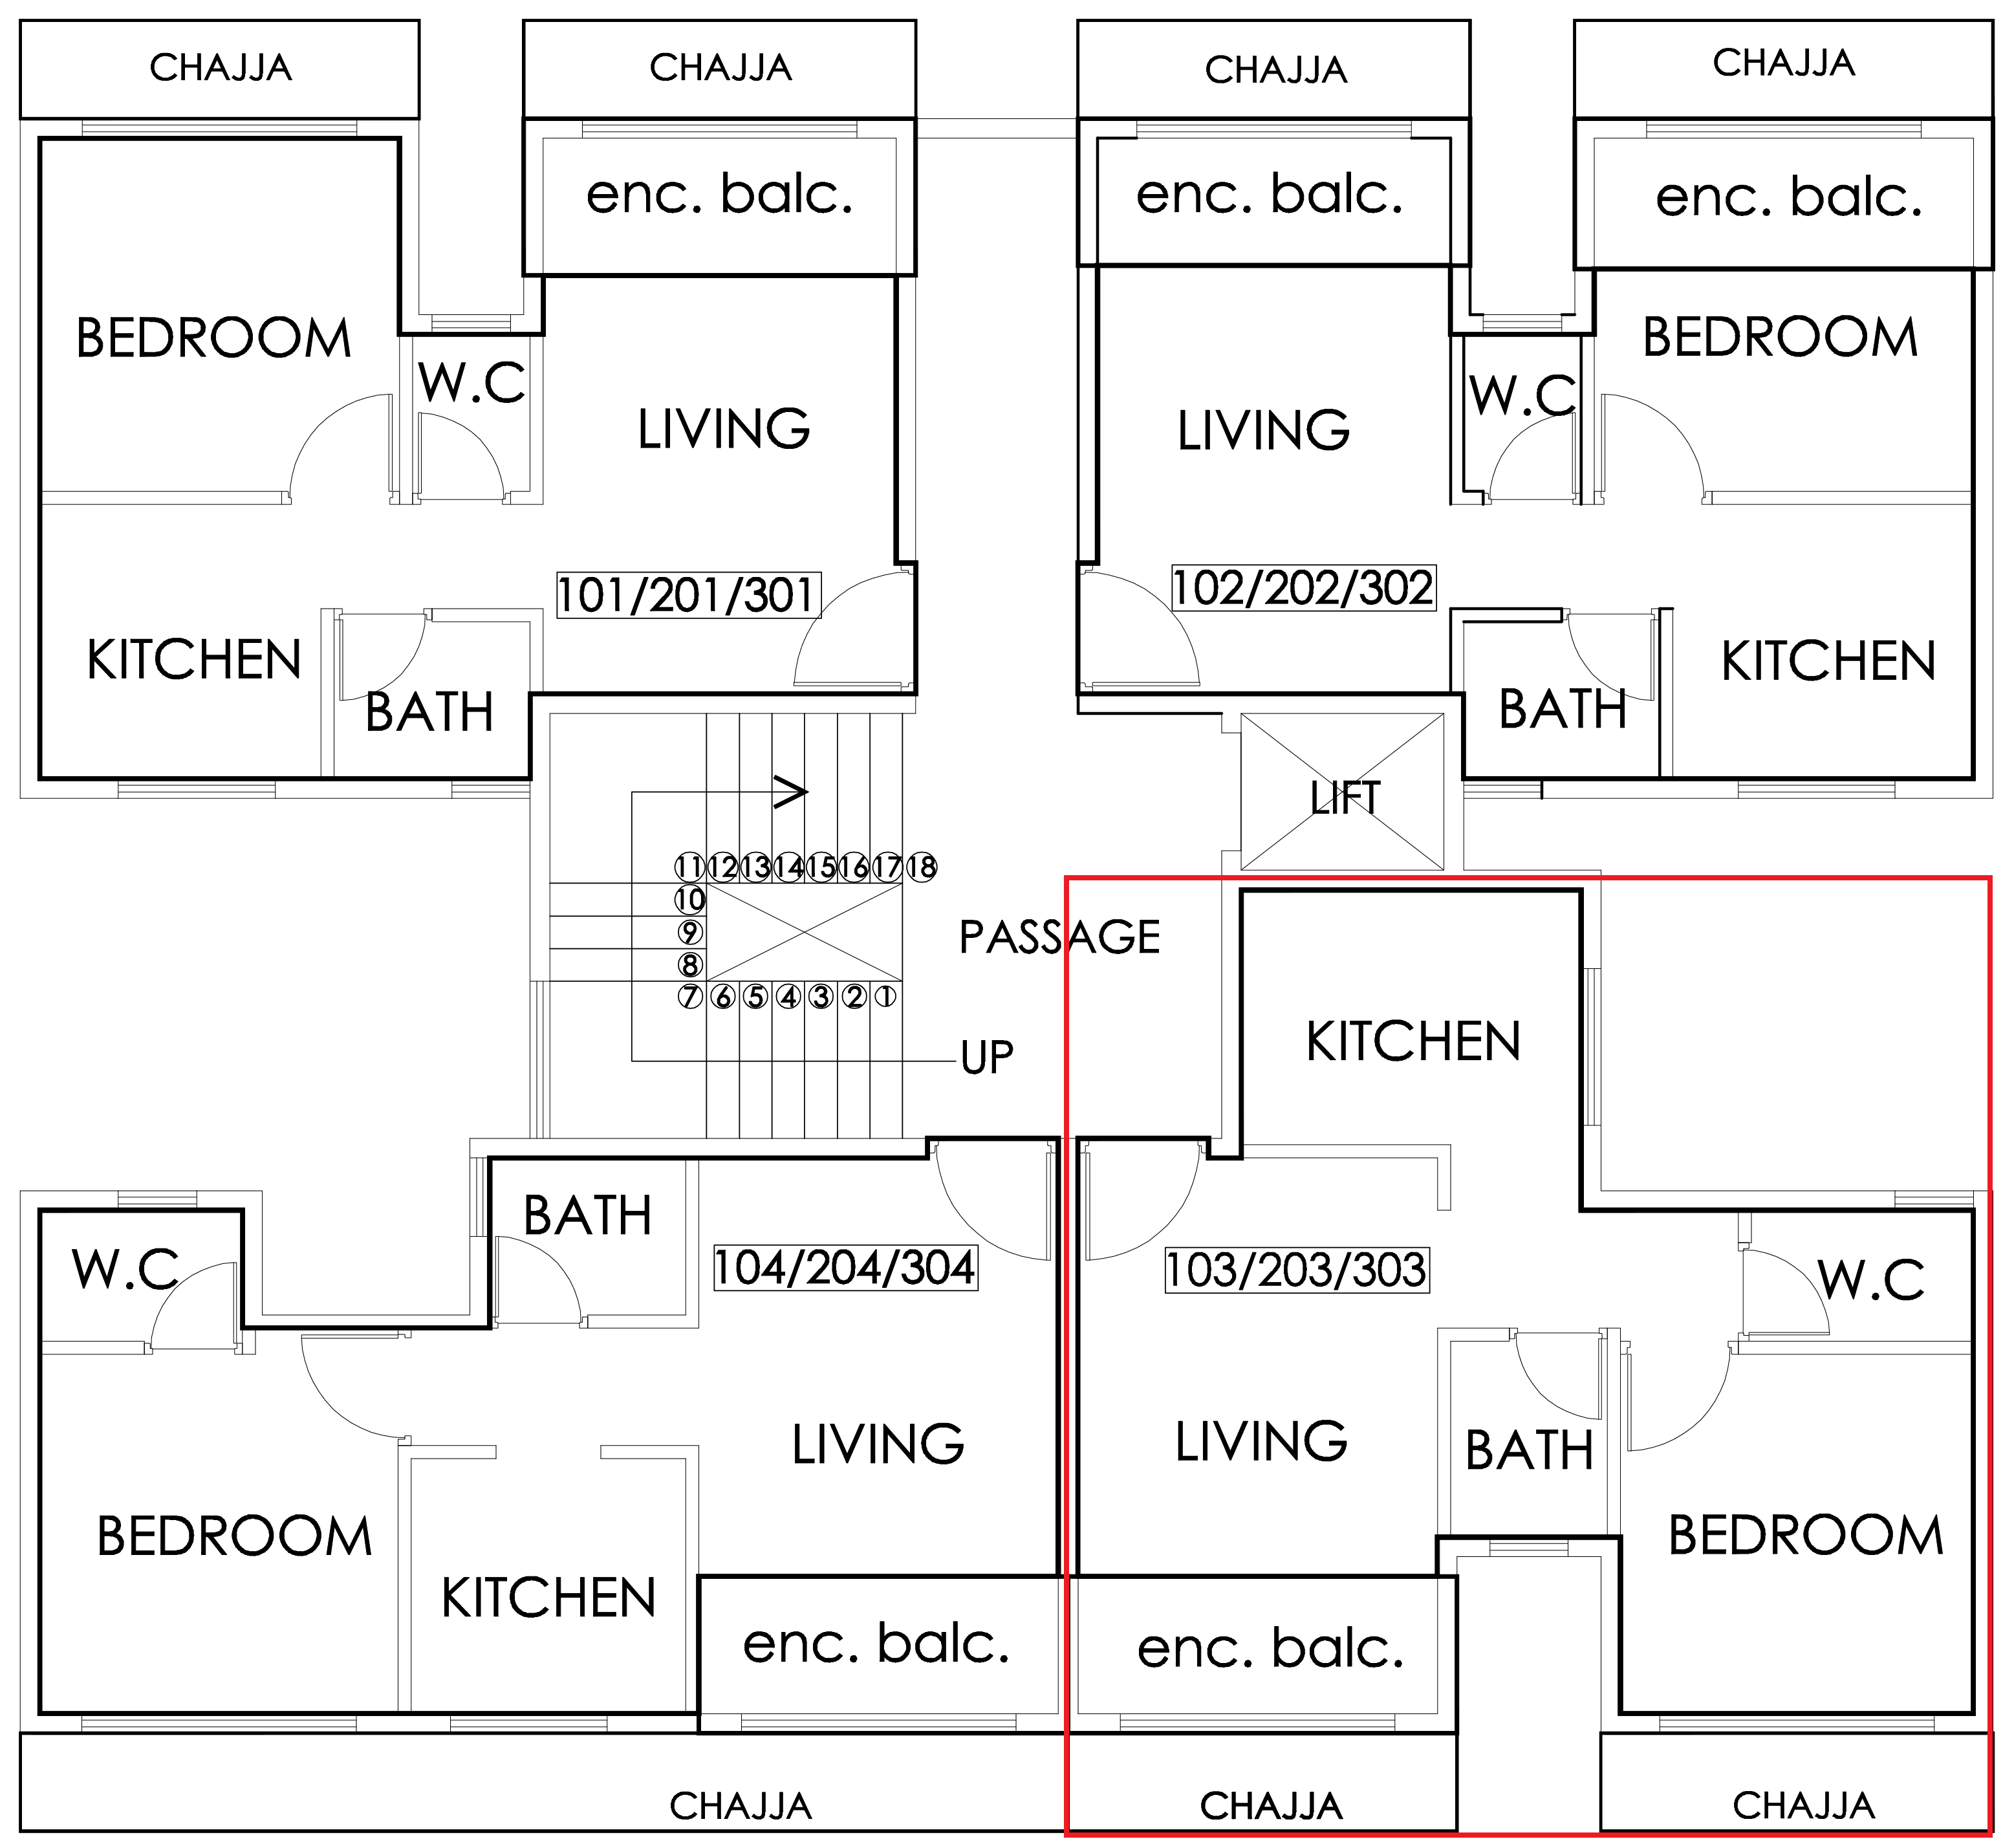 CHAJJA
CHAJJA
CHAJJA
CHAJJA
enc. balc.
enc. balc.
enc. balc.
BEDROOM
W.C
LIVING
LIVING
W.C
BEDROOM
101/201/301
102/202/302
KITCHEN
BATH
BATH
KITCHEN
LIFT
11 12 13 14 15 16 17 18
10
9
8
7 6 5 4 3 2 1
PASSAGE
UP
KITCHEN
W.C
BATH
104/204/304
103/203/303
W.C
LIVING
LIVING
BATH
BEDROOM
KITCHEN
BEDROOM
enc. balc.
enc. balc.
CHAJJA
CHAJJA
CHAJJA